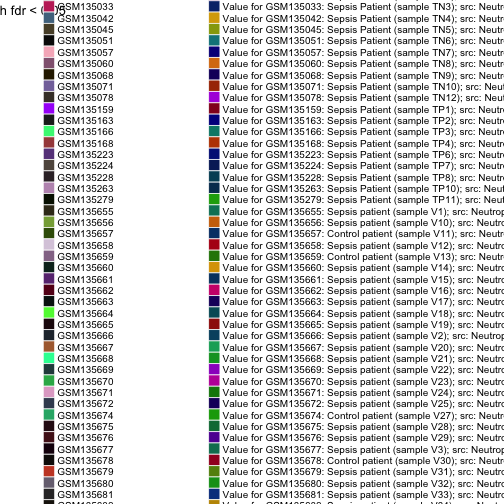 h fdr < 0.05
GSM135033 Value for GSM135033: Sepsis Patient (sample TN3); src: Neutr
GSM135042 Value for GSM135042: Sepsis Patient (sample TN4); src: Neutr
GSM135045 Value for GSM135045: Sepsis Patient (sample TN5); src: Neutr
GSM135051 Value for GSM135051: Sepsis Patient (sample TN6); src: Neutr
GSM135057 Value for GSM135057: Sepsis Patient (sample TN7); src: Neutr
GSM135060 Value for GSM135060: Sepsis Patient (sample TN8); src: Neutr
GSM135068 Value for GSM135068: Sepsis Patient (sample TN9); src: Neutr
GSM135071 Value for GSM135071: Sepsis Patient (sample TN10); src: Neut
GSM135078 Value for GSM135078: Sepsis Patient (sample TN12); src: Neut
GSM135159 Value for GSM135159: Sepsis Patient (sample TP1); src: Neutr
GSM135163 Value for GSM135163: Sepsis Patient (sample TP2); src: Neutr
GSM135166 Value for GSM135166: Sepsis Patient (sample TP3); src: Neutr
GSM135168 Value for GSM135168: Sepsis Patient (sample TP4); src: Neutr
GSM135223 Value for GSM135223: Sepsis Patient (sample TP6); src: Neutr
GSM135224 Value for GSM135224: Sepsis Patient (sample TP7); src: Neutr
GSM135228 Value for GSM135228: Sepsis Patient (sample TP8); src: Neutr
GSM135263 Value for GSM135263: Sepsis Patient (sample TP10); src: Neut
GSM135279 Value for GSM135279: Sepsis Patient (sample TP11); src: Neut
GSM135655 Value for GSM135655: Sepsis patient (sample V1); src: Neutrop
GSM135656 Value for GSM135656: Sepsis patient (sample V10); src: Neutro
GSM135657 Value for GSM135657: Control patient (sample V11); src: Neutr
GSM135658 Value for GSM135658: Sepsis patient (sample V12); src: Neutro
GSM135659 Value for GSM135659: Control patient (sample V13); src: Neutr
GSM135660 Value for GSM135660: Sepsis patient (sample V14); src: Neutro
GSM135661 Value for GSM135661: Sepsis patient (sample V15); src: Neutro
GSM135662 Value for GSM135662: Sepsis patient (sample V16); src: Neutro
GSM135663 Value for GSM135663: Sepsis patient (sample V17); src: Neutro
GSM135664 Value for GSM135664: Sepsis patient (sample V18); src: Neutro
GSM135665 Value for GSM135665: Sepsis patient (sample V19); src: Neutro
GSM135666 Value for GSM135666: Sepsis patient (sample V2); src: Neutrop
GSM135667 Value for GSM135667: Sepsis patient (sample V20); src: Neutro
GSM135668 Value for GSM135668: Sepsis patient (sample V21); src: Neutro
GSM135669 Value for GSM135669: Sepsis patient (sample V22); src: Neutro
GSM135670 Value for GSM135670: Sepsis patient (sample V23); src: Neutro
GSM135671 Value for GSM135671: Sepsis patient (sample V24); src: Neutro
GSM135672 Value for GSM135672: Sepsis patient (sample V25); src: Neutro
GSM135674 Value for GSM135674: Control patient (sample V27); src: Neutr
GSM135675 Value for GSM135675: Sepsis patient (sample V28); src: Neutro
GSM135676 Value for GSM135676: Sepsis patient (sample V29); src: Neutro
GSM135677 Value for GSM135677: Sepsis patient (sample V3); src: Neutrop
GSM135678 Value for GSM135678: Control patient (sample V30); src: Neutr
GSM135679 Value for GSM135679: Sepsis patient (sample V31); src: Neutro
GSM135680 Value for GSM135680: Sepsis patient (sample V32); src: Neutro
GSM135681 Value for GSM135681: Sepsis patient (sample V33); src: Neutro